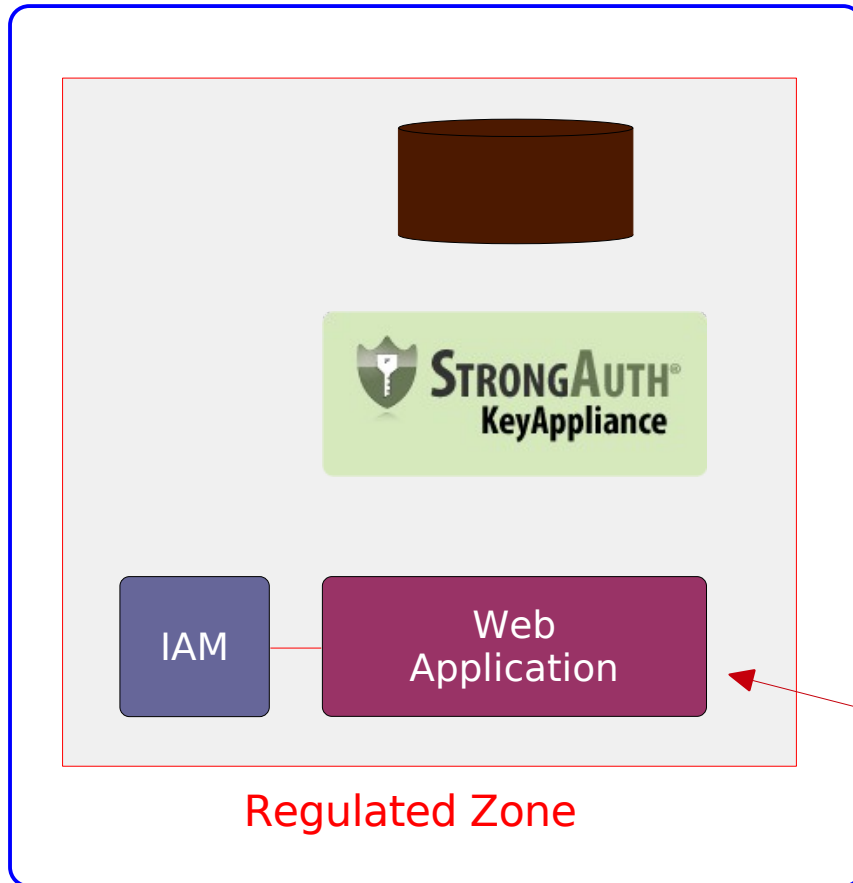 STRONGAUTH®
KeyAppliance
IAM
Web
Application
Regulated Zone